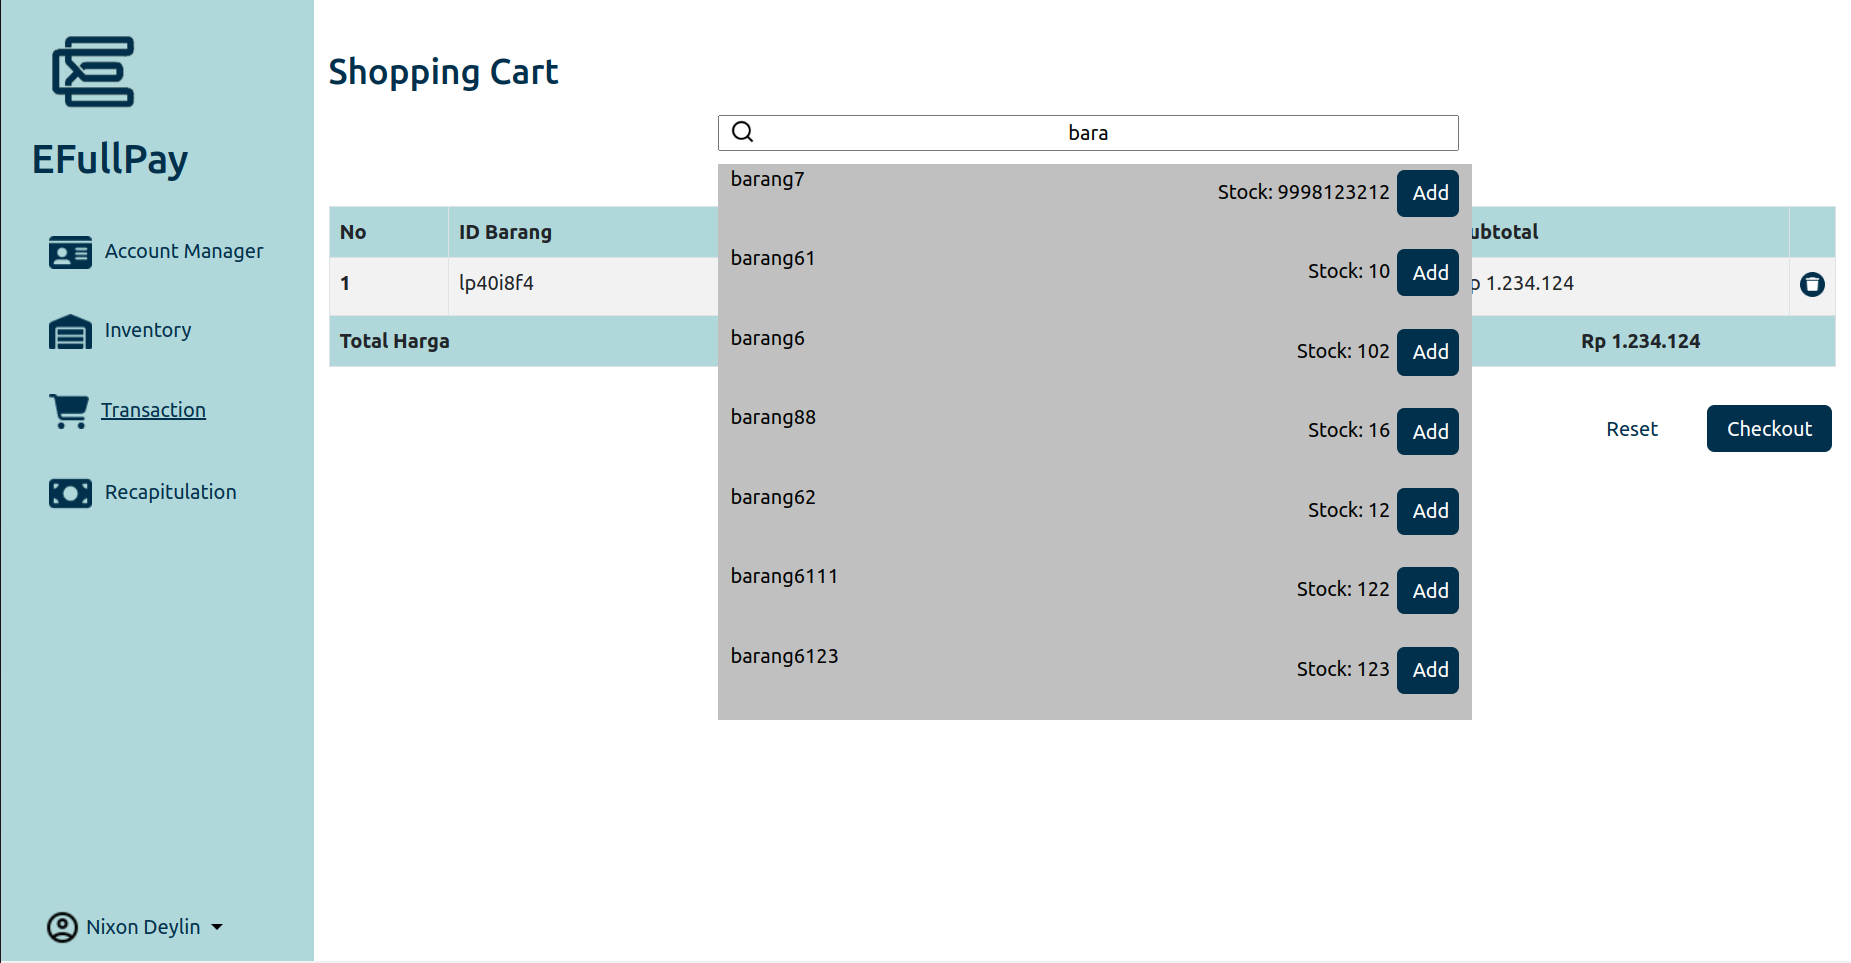 EFullPay
Account Manager
Inventory
Transaction
Recapitulation
Nixon Deylin
Shopping Cart
bara
barang7 Stock: 9998123212 Add
barang61 Stock: 10 Add
barang6 Stock: 102 Add
barang88 Stock: 16 Add
barang62 Stock: 12 Add
barang6111 Stock: 122 Add
barang6123 Stock: 123 Add
No ID Barang ubtotal
1 lp40i8f4 p 1.234.124
Total Harga Rp 1.234.124
Reset Checkout